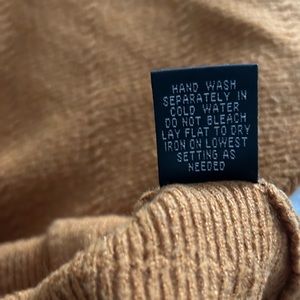 HAND WASH
SEPARATELY IN
COLD WATER
DO NOT BLEACH
LAY FLAT TO DRY
IRON ON LOWEST
SETTING AS
NEEDED